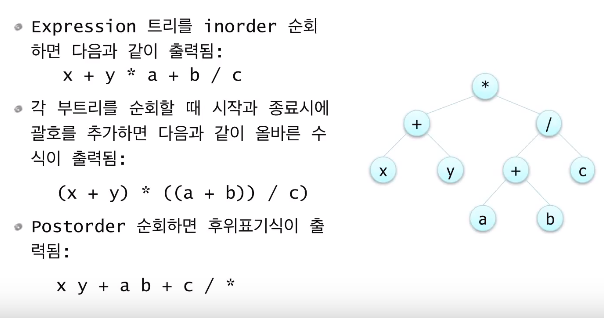 Expression 트리를 inorder 순회
하면 다음과 같이 출력됨:
x + y * a + b / c
각 부트리를 순회할 때 시작과 종료시에
괄호를 추가하면 다음과 같이 올바른 수
식이 출력됨:
(x + y) * ((a + b)) / c)
Postorder 순회하면 후위표기식이 출
력됨:
x y + a b + c / *
*
+ /
x y + c
a b